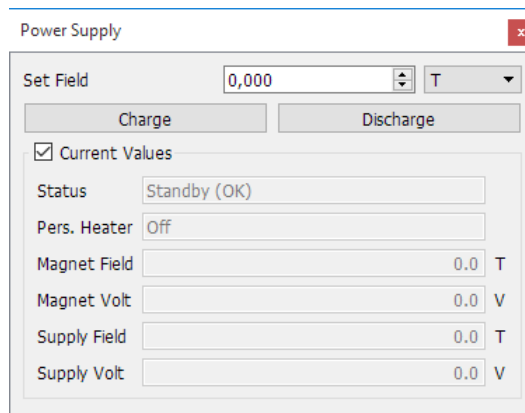 Power Supply x
Set Field 0,000 T
Charge Discharge
Current Values
Status Standby (OK)
Pers. Heater Off
Magnet Field 0.0 T
Magnet Volt 0.0 V
Supply Field 0.0 T
Supply Volt 0.0 V